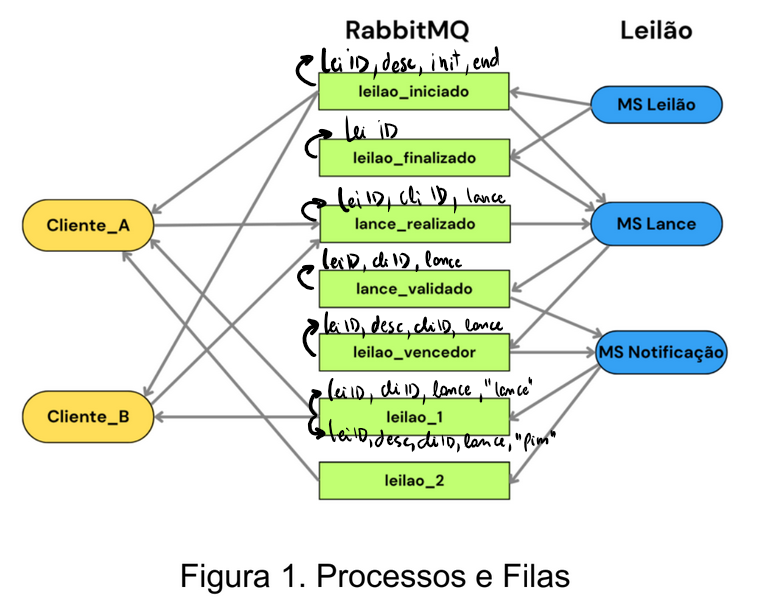 RabbitMQ
Leilão
Lei ID, desc, init, end
leilao_iniciado
MS Leilão
Lei ID
leilao_finalizado
Lei ID, cli ID, lance
Cliente_A
lance_realizado
MS Lance
Lei ID, cli ID, lance
lance_validado
lei ID, desc, cli ID, lance
leilao_vencedor
MS Notificação
lei ID, cli ID, lance, "lance"
Cliente_B
leilao_1
lei ID, desc, cli ID, lance, "fim"
leilao_2
Figura 1. Processos e Filas